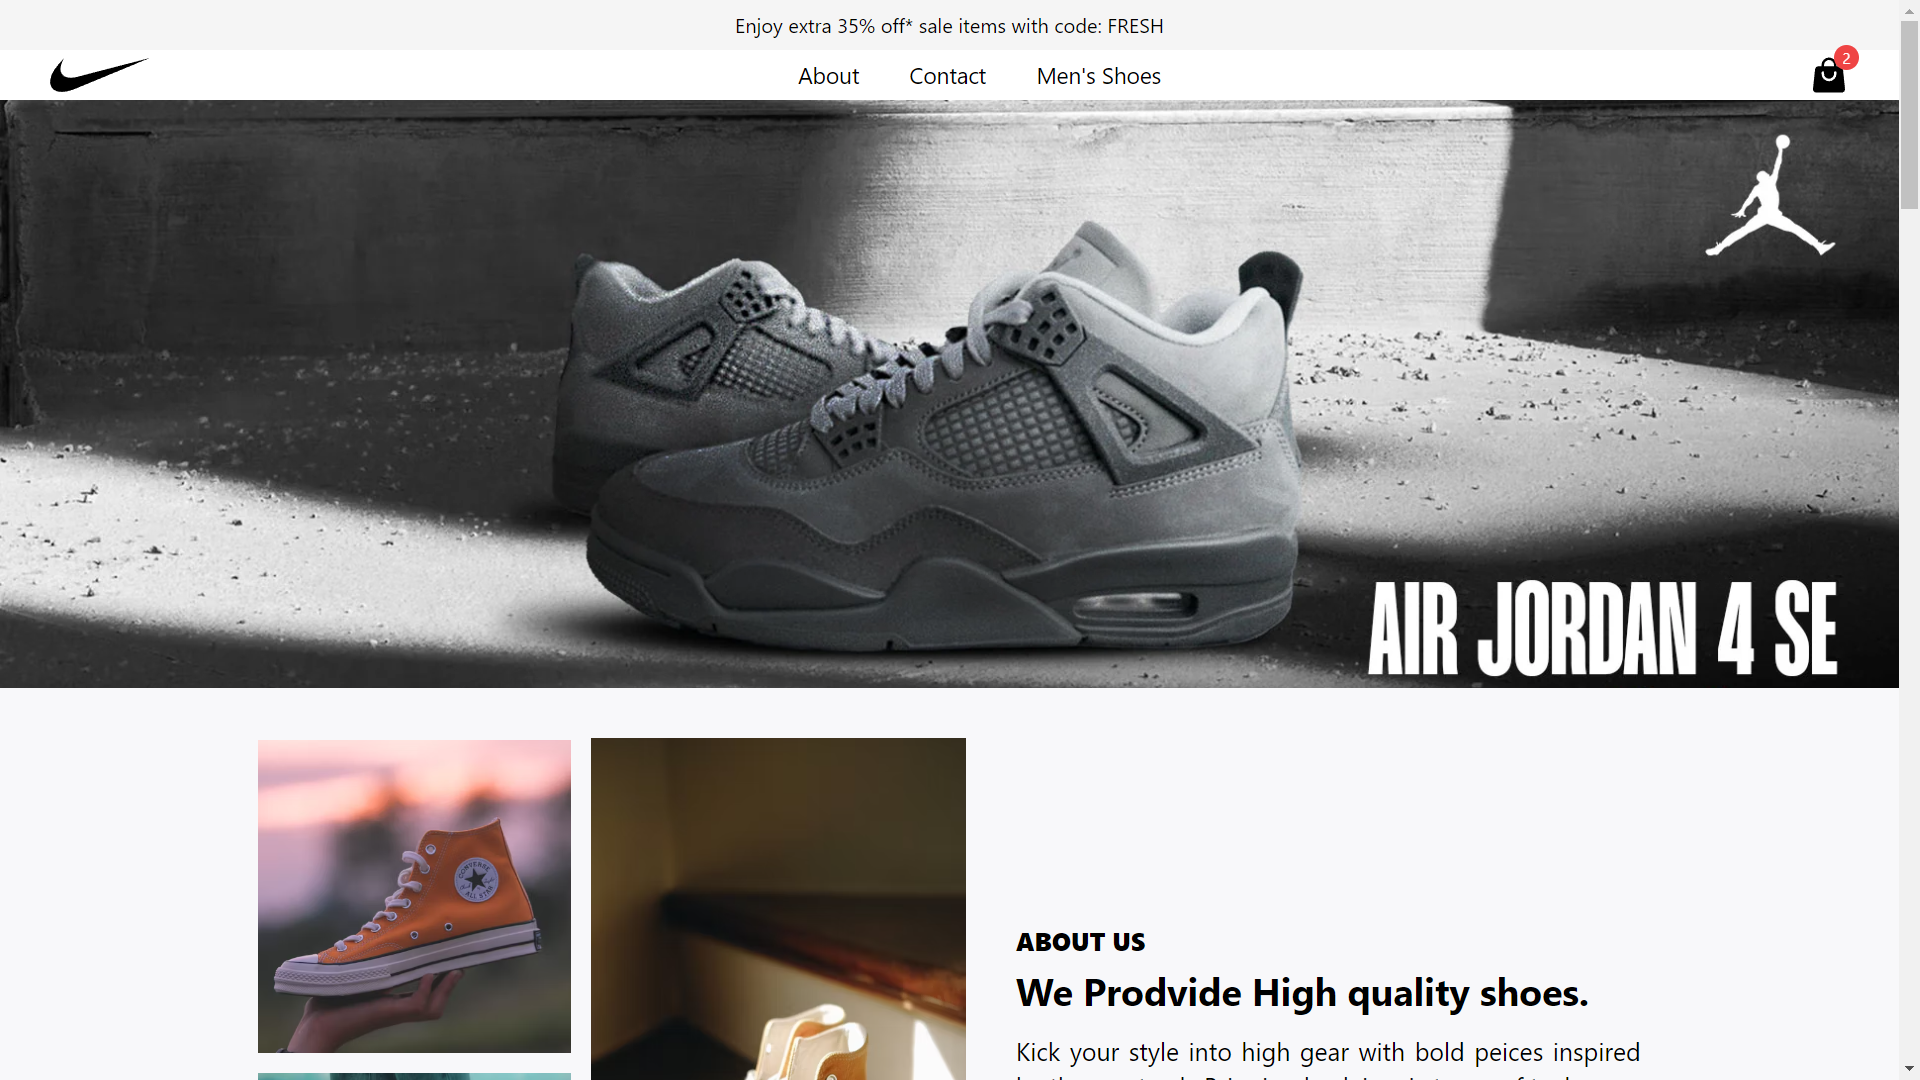 Enjoy extra 35% off* sale items with code: FRESH
About
Contact
Men's Shoes
2
AIR JORDAN 4 SE
CONVERSE
ALL STAR
ABOUT US
We Prodvide High quality shoes.
Kick your style into high gear with bold peices inspired